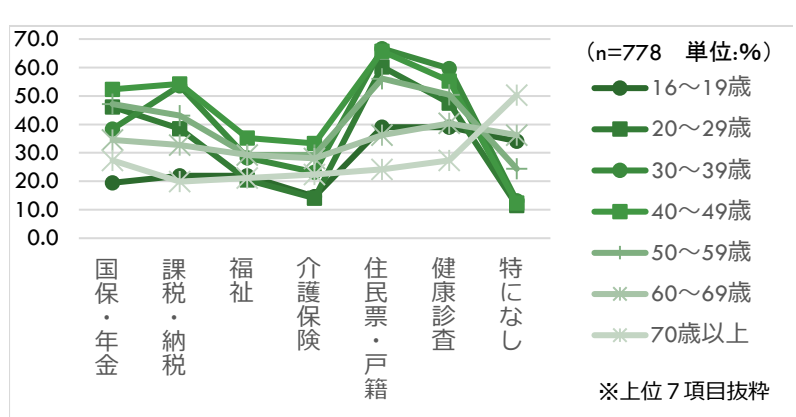 70.0
60.0
50.0
40.0
30.0
20.0
10.0
0.0
国保・年金
課税・納税
福祉
介護保険
住民票・戸籍
健康診査
特になし
（n=778　単位:%）
16～19歳
20～29歳
30～39歳
40～49歳
50～59歳
60～69歳
70歳以上
※上位７項目抜粋